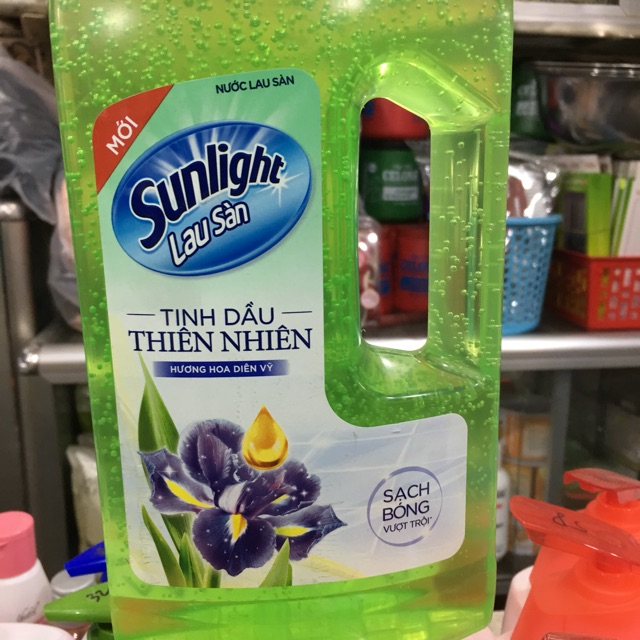 NƯỚC LAU SÀN
MỚI
Sunlight
Lau Sàn
TINH DẦU
THIÊN NHIÊN
HƯƠNG HOA DIÊN VỸ
SẠCH
BÓNG
VƯỢT TRỘI*